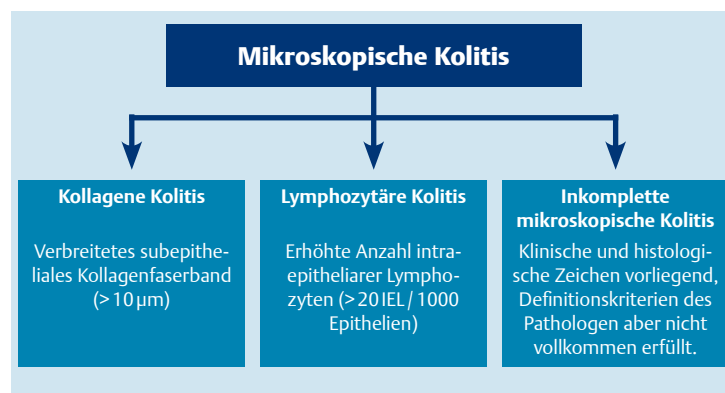 Mikroskopische Kolitis
Kollagene Kolitis
Verbreitetes subepithe-
liales Kollagenfaserband
(> 10 µm)
Lymphozytäre Kolitis
Erhöhte Anzahl intra-
epitheliarer Lympho-
zyten (> 20 IEL / 1000
Epithelien)
Inkomplette
mikroskopische Kolitis
Klinische und histologi-
sche Zeichen vorliegend,
Definitionskriterien des
Pathologen aber nicht
vollkommen erfüllt.